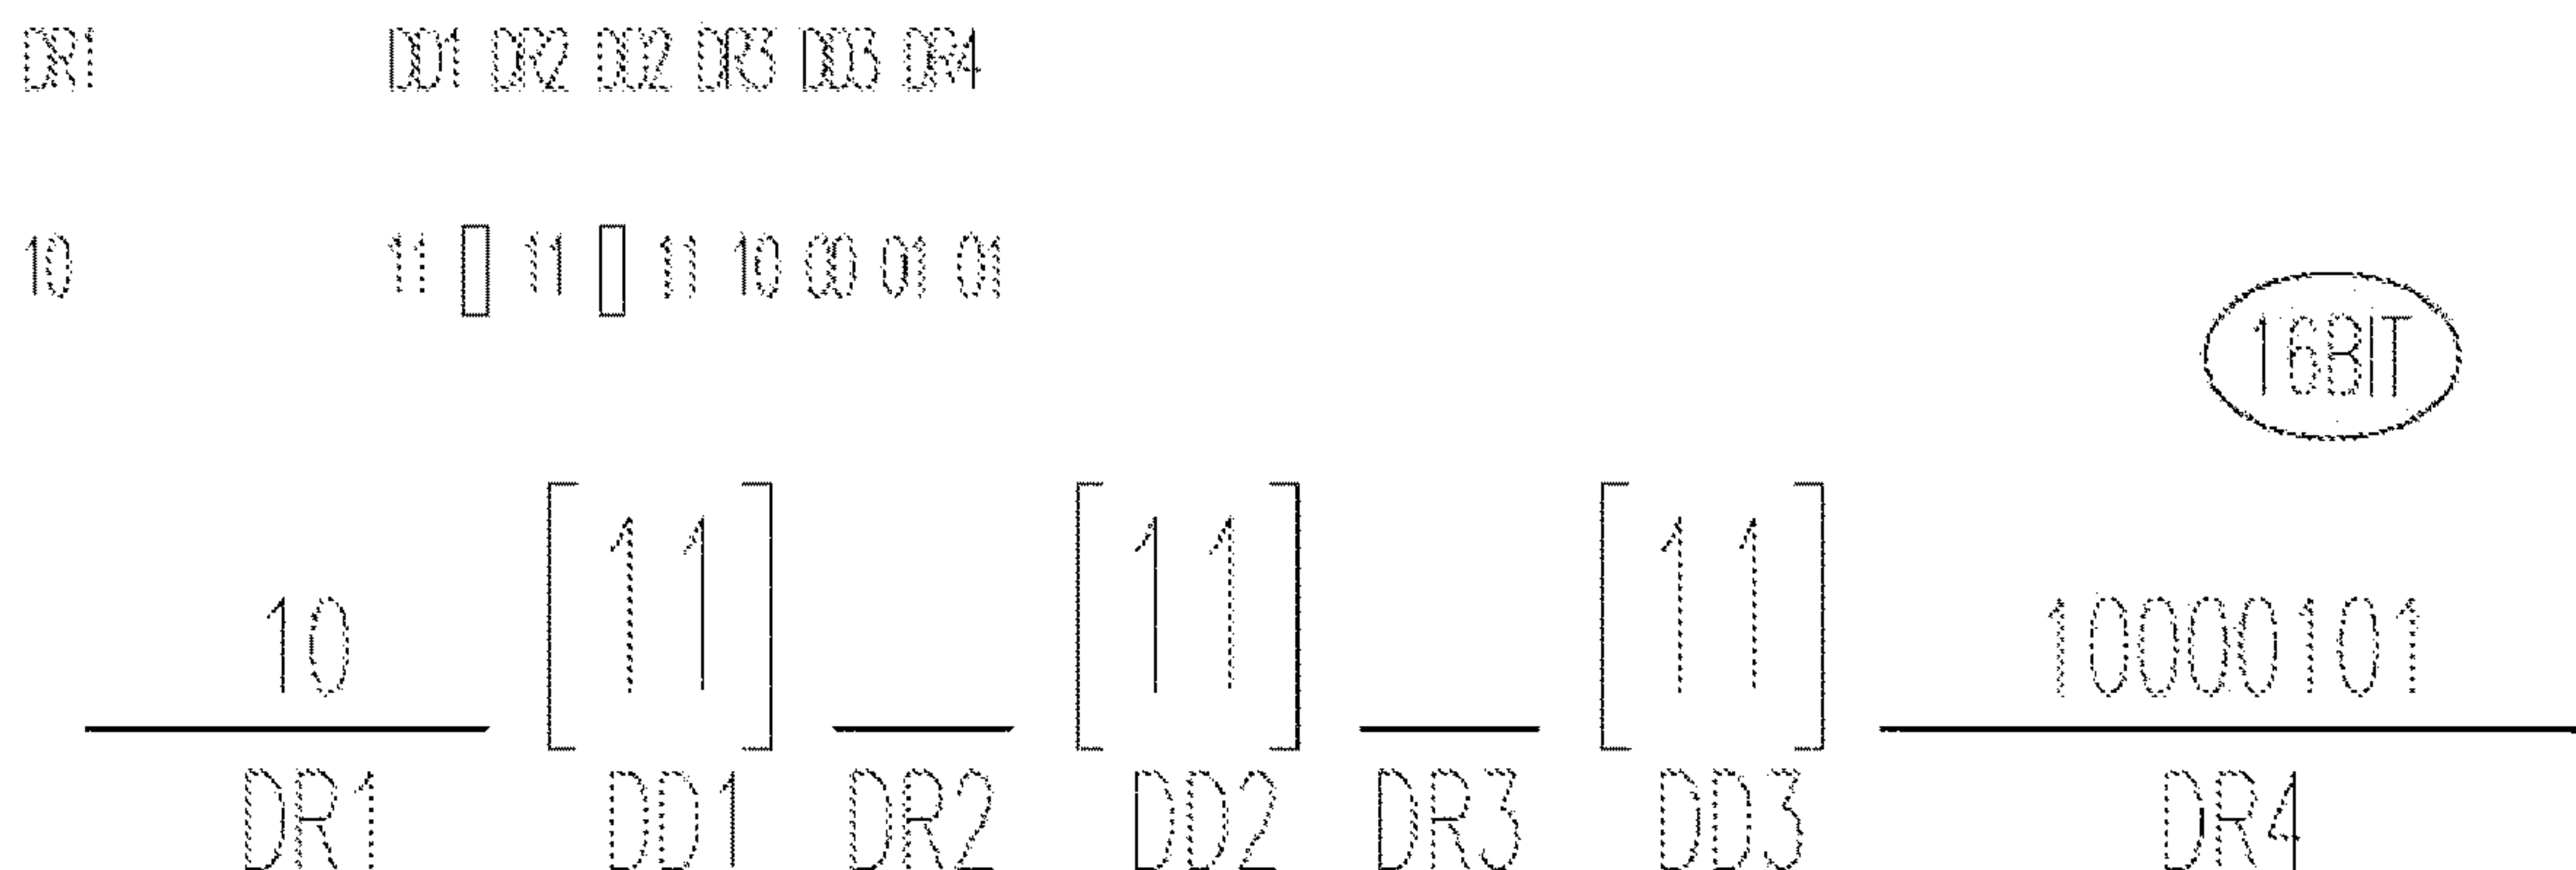 DR1 DD1 DR2 DD2 DR3 DD3 DR4
10 11 11 11 10 00 01 01
16BIT
10 [11] [11] [11] 10000101
DR1 DD1 DR2 DD2 DR3 DD3 DR4